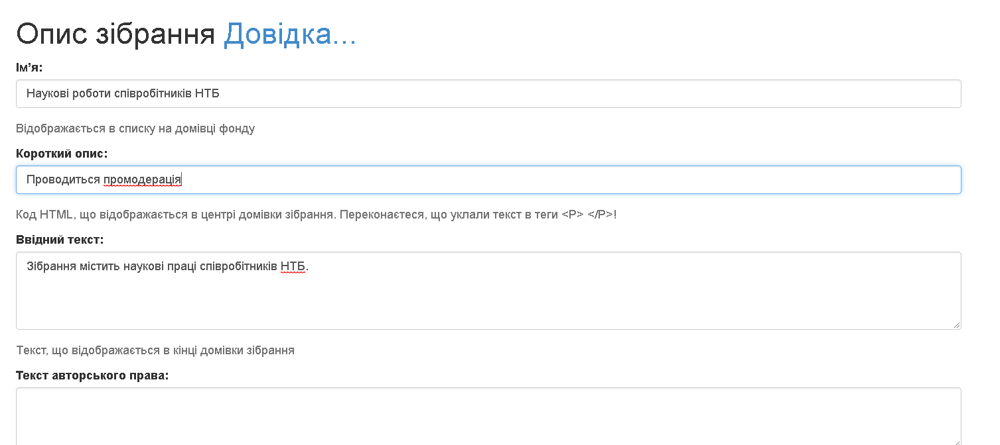 Опис зібрання Довідка...
Ім’я:
Наукові роботи співробітників НТБ
Відображається в списку на домівці фонду
Короткий опис:
Проводиться промодерація
Код HTML, що відображається в центрі домівки зібрання. Переконаєтеся, що уклали текст в теги <P> </P>!
Ввідний текст:
Зібрання містить наукові праці співробітників НТБ.
Текст, що відображається в кінці домівки зібрання
Текст авторського права: